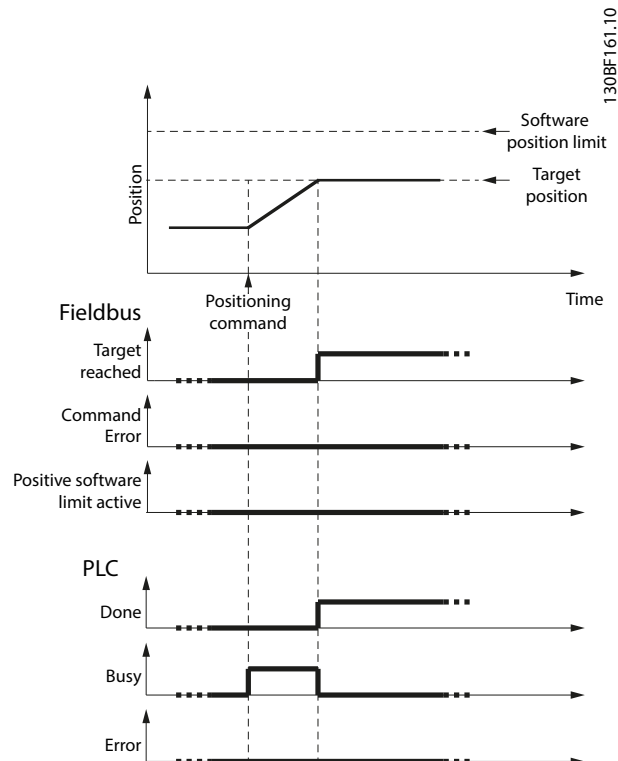 130BF161.10
Software
position limit
Target
position
Position
Time
Positioning
command
Fieldbus
Target
reached
Command
Error
Positive software
limit active
PLC
Done
Busy
Error